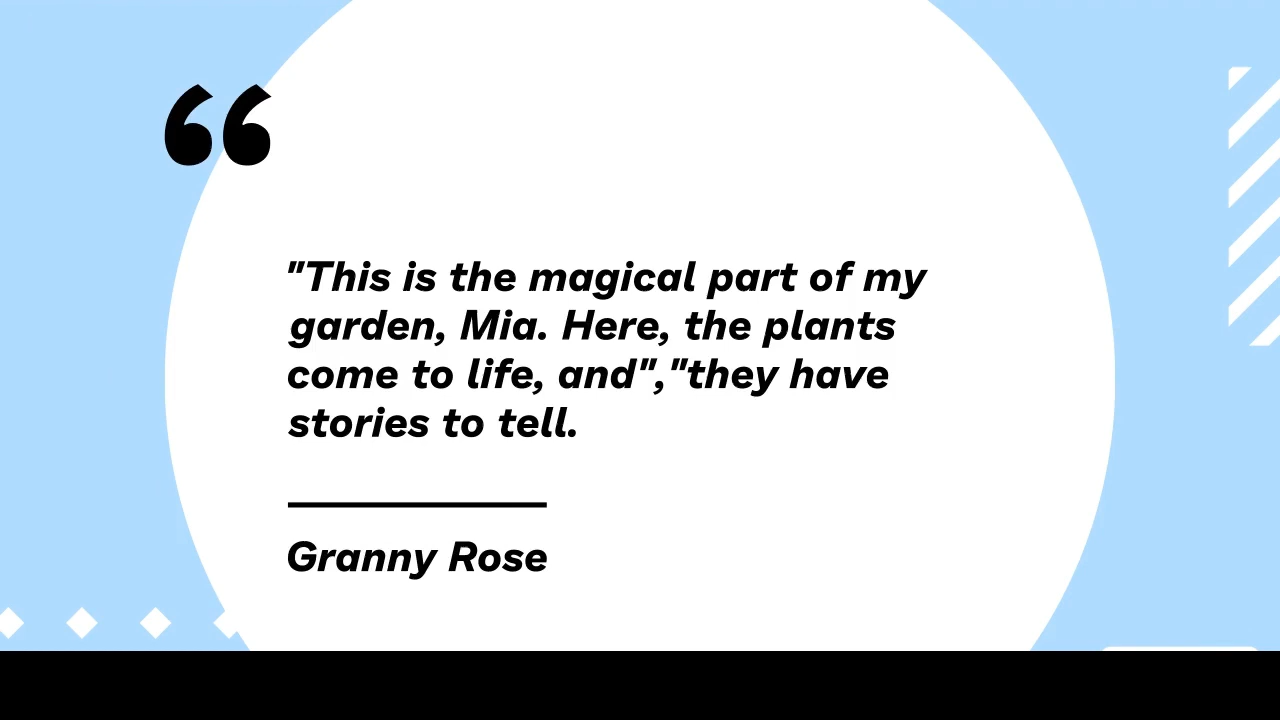 “
"This is the magical part of my
garden, Mia. Here, the plants
come to life, and","they have
stories to tell.
Granny Rose